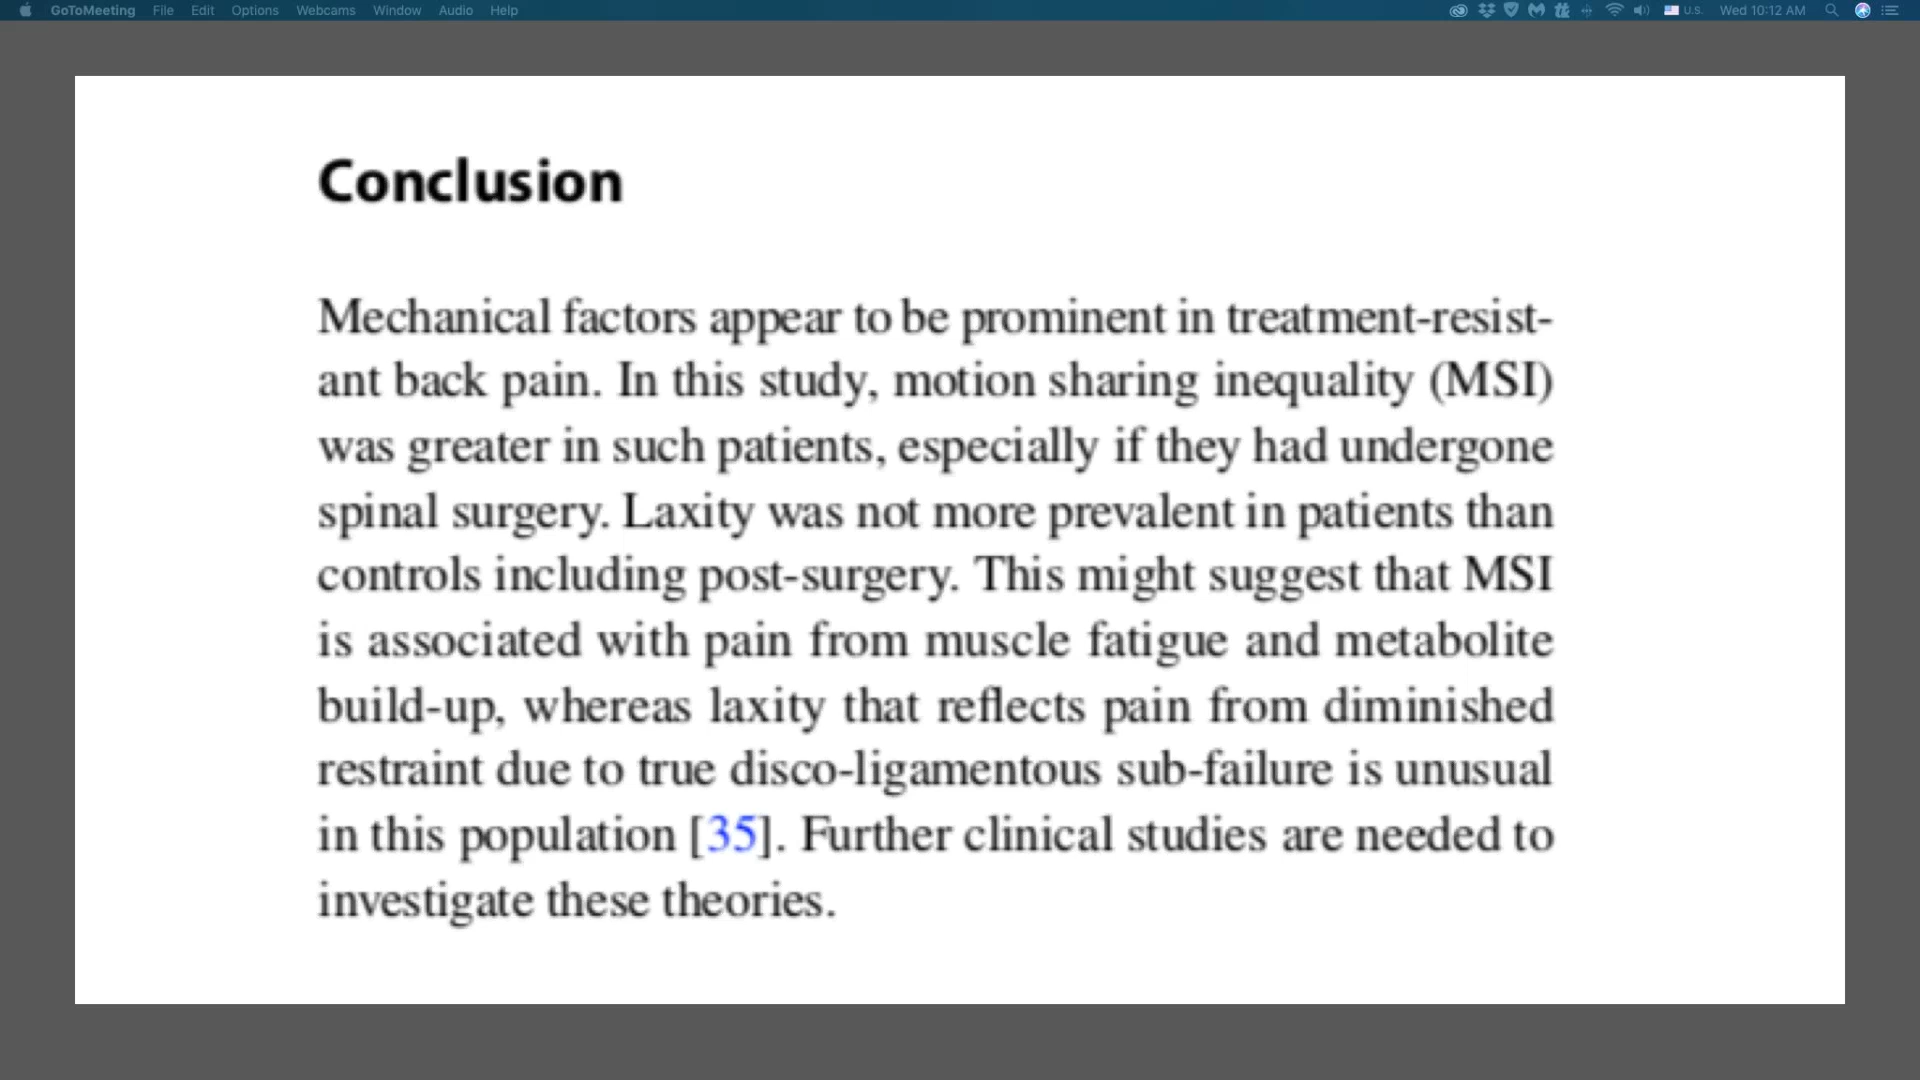 GoToMeeting File Edit Options Webcams Window Audio Help U.S. Wed 10:12 AM
Conclusion
Mechanical factors appear to be prominent in treatment-resist-
ant back pain. In this study, motion sharing inequality (MSI)
was greater in such patients, especially if they had undergone
spinal surgery. Laxity was not more prevalent in patients than
controls including post-surgery. This might suggest that MSI
is associated with pain from muscle fatigue and metabolite
build-up, whereas laxity that reflects pain from diminished
restraint due to true disco-ligamentous sub-failure is unusual
in this population [35]. Further clinical studies are needed to
investigate these theories.